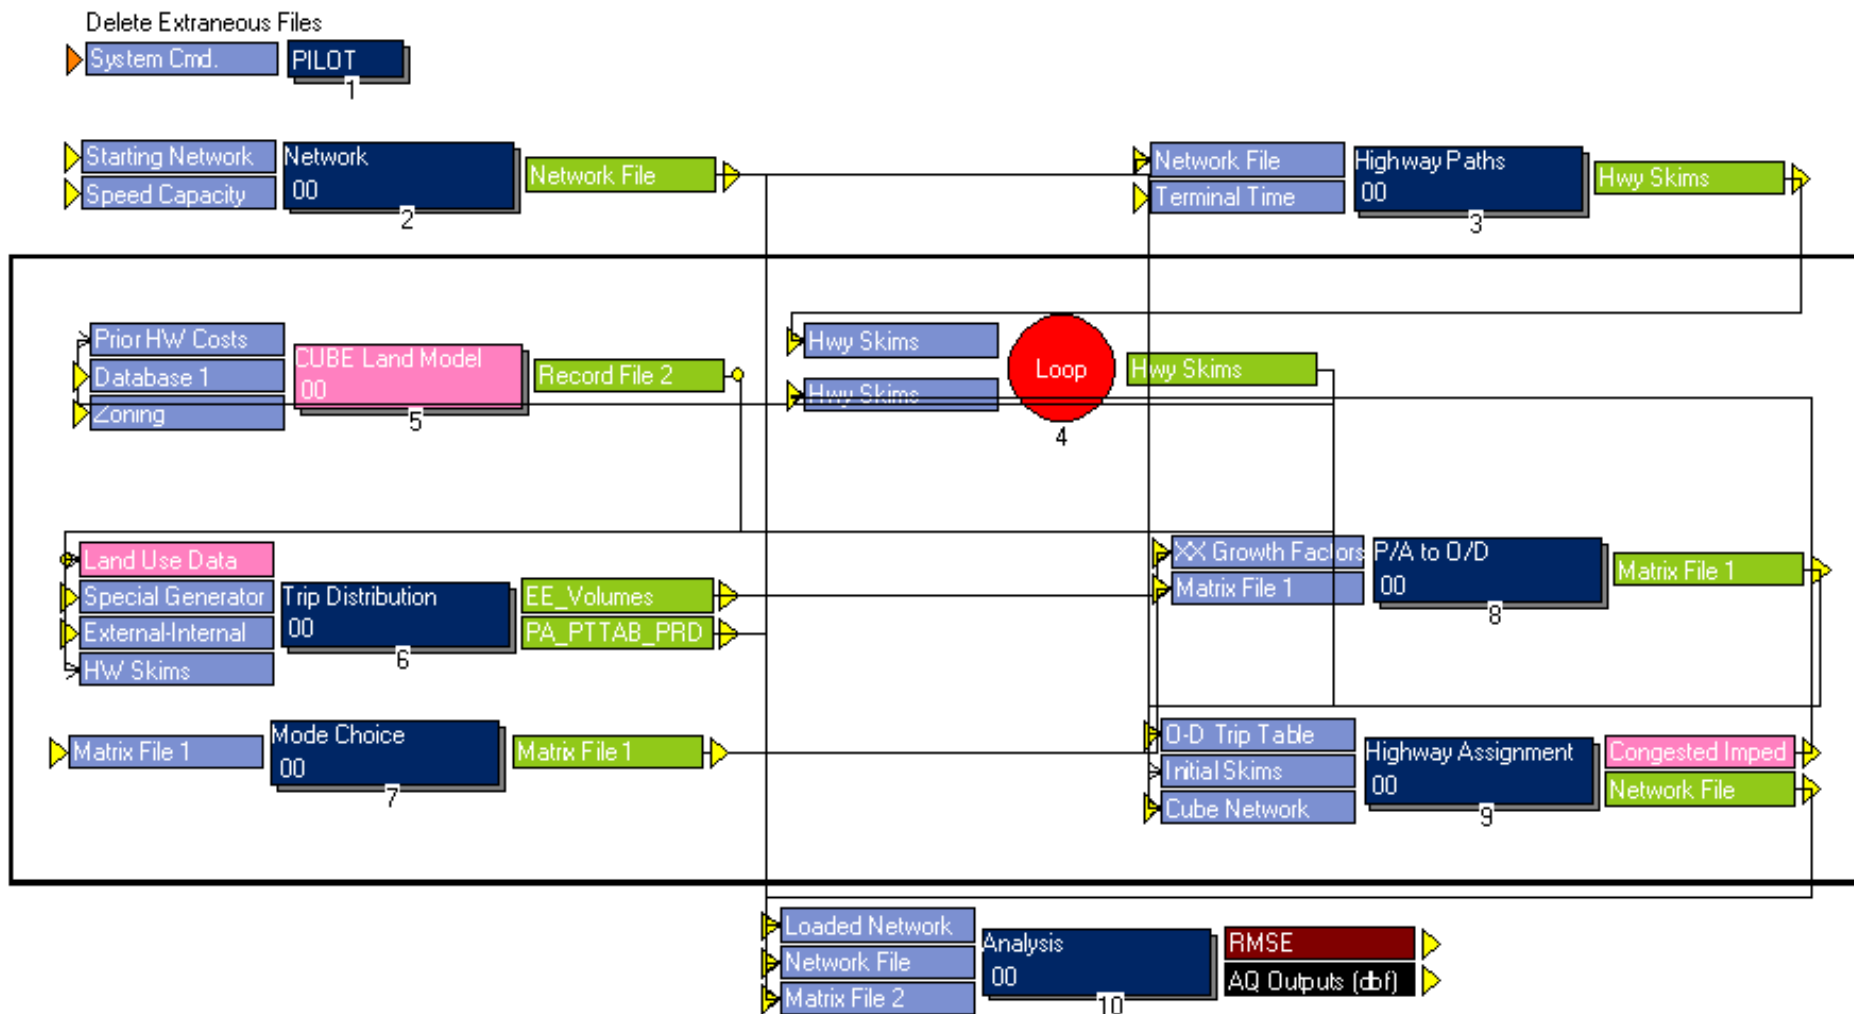 Delete Extraneous Files
System Cmd.
PILOT
1
Starting Network
Speed Capacity
Network
00
2
Network File
Network File
Terminal Time
Highway Paths
00
3
Hwy Skims
Prior HW Costs
Database 1
Zoning
CUBE Land Model
00
5
Record File 2
Hwy Skims
Hwy Skims
Loop
4
Hwy Skims
Land Use Data
Special Generator
External-Internal
HW Skims
Trip Distribution
00
6
EE_Volumes
PA_PTTAB_PRD
XX Growth Factors
Matrix File 1
P/A to O/D
00
8
Matrix File 1
Matrix File 1
Mode Choice
00
7
Matrix File 1
O-D Trip Table
Initial Skims
Cube Network
Highway Assignment
00
9
Congested Imped
Network File
Loaded Network
Network File
Matrix File 2
Analysis
00
10
RMSE
AQ Outputs (dbf)